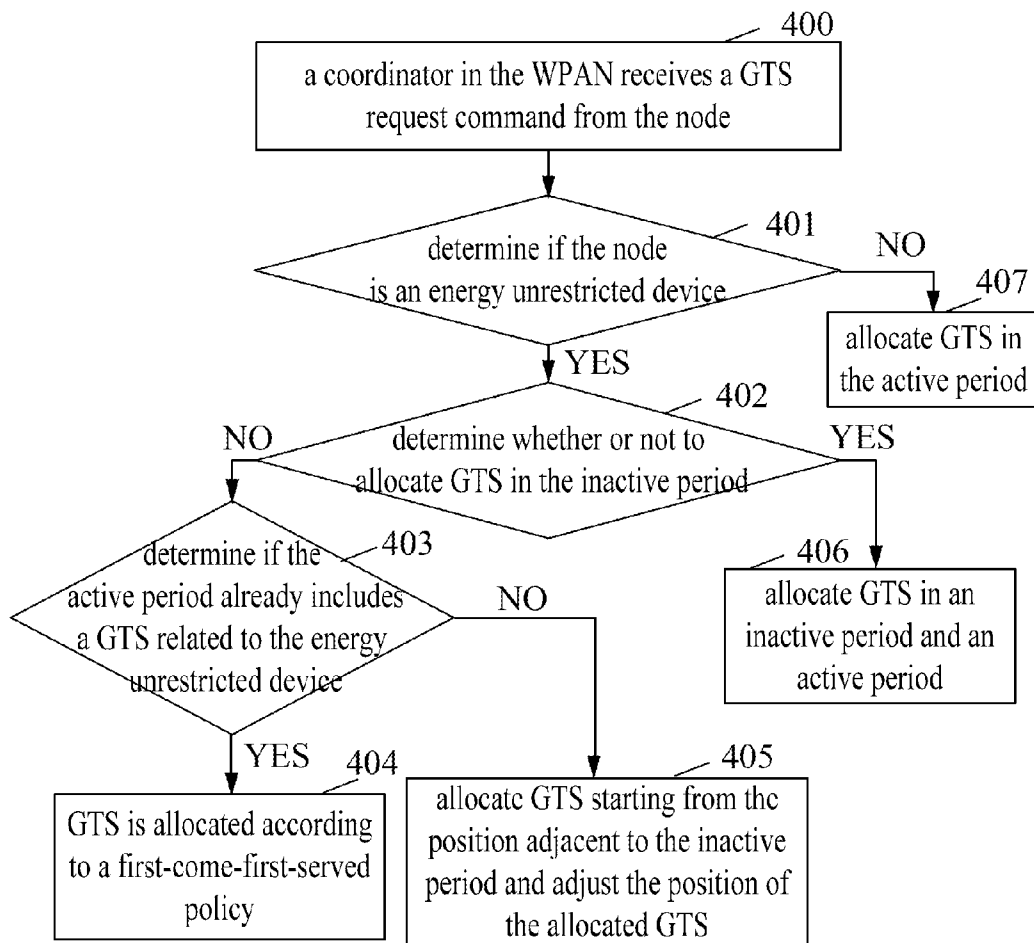 400
a coordinator in the WPAN receives a GTS
request command from the node
401
determine if the node
is an energy unrestricted device
NO
407
allocate GTS in
the active period
YES
402
determine whether or not to
allocate GTS in the inactive period
NO
YES
403
determine if the
active period already includes
a GTS related to the energy
unrestricted device
NO
406
allocate GTS in an
inactive period and an
active period
YES
404
GTS is allocated according
to a first-come-first-served
policy
405
allocate GTS starting from the
position adjacent to the inactive
period and adjust the position of
the allocated GTS